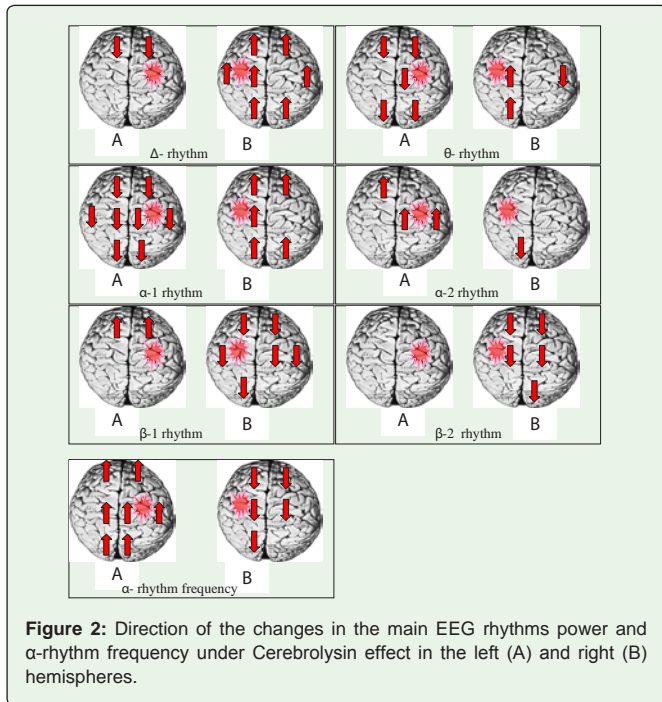 A B
Δ- rhythm
A B
θ- rhythm
A B
α-1 rhythm
A B
α-2 rhythm
A B
β-1 rhythm
A B
β-2 rhythm
A B
α- rhythm frequency
Figure 2: Direction of the changes in the main EEG rhythms power and
α-rhythm frequency under Cerebrolysin effect in the left (A) and right (B)
hemispheres.